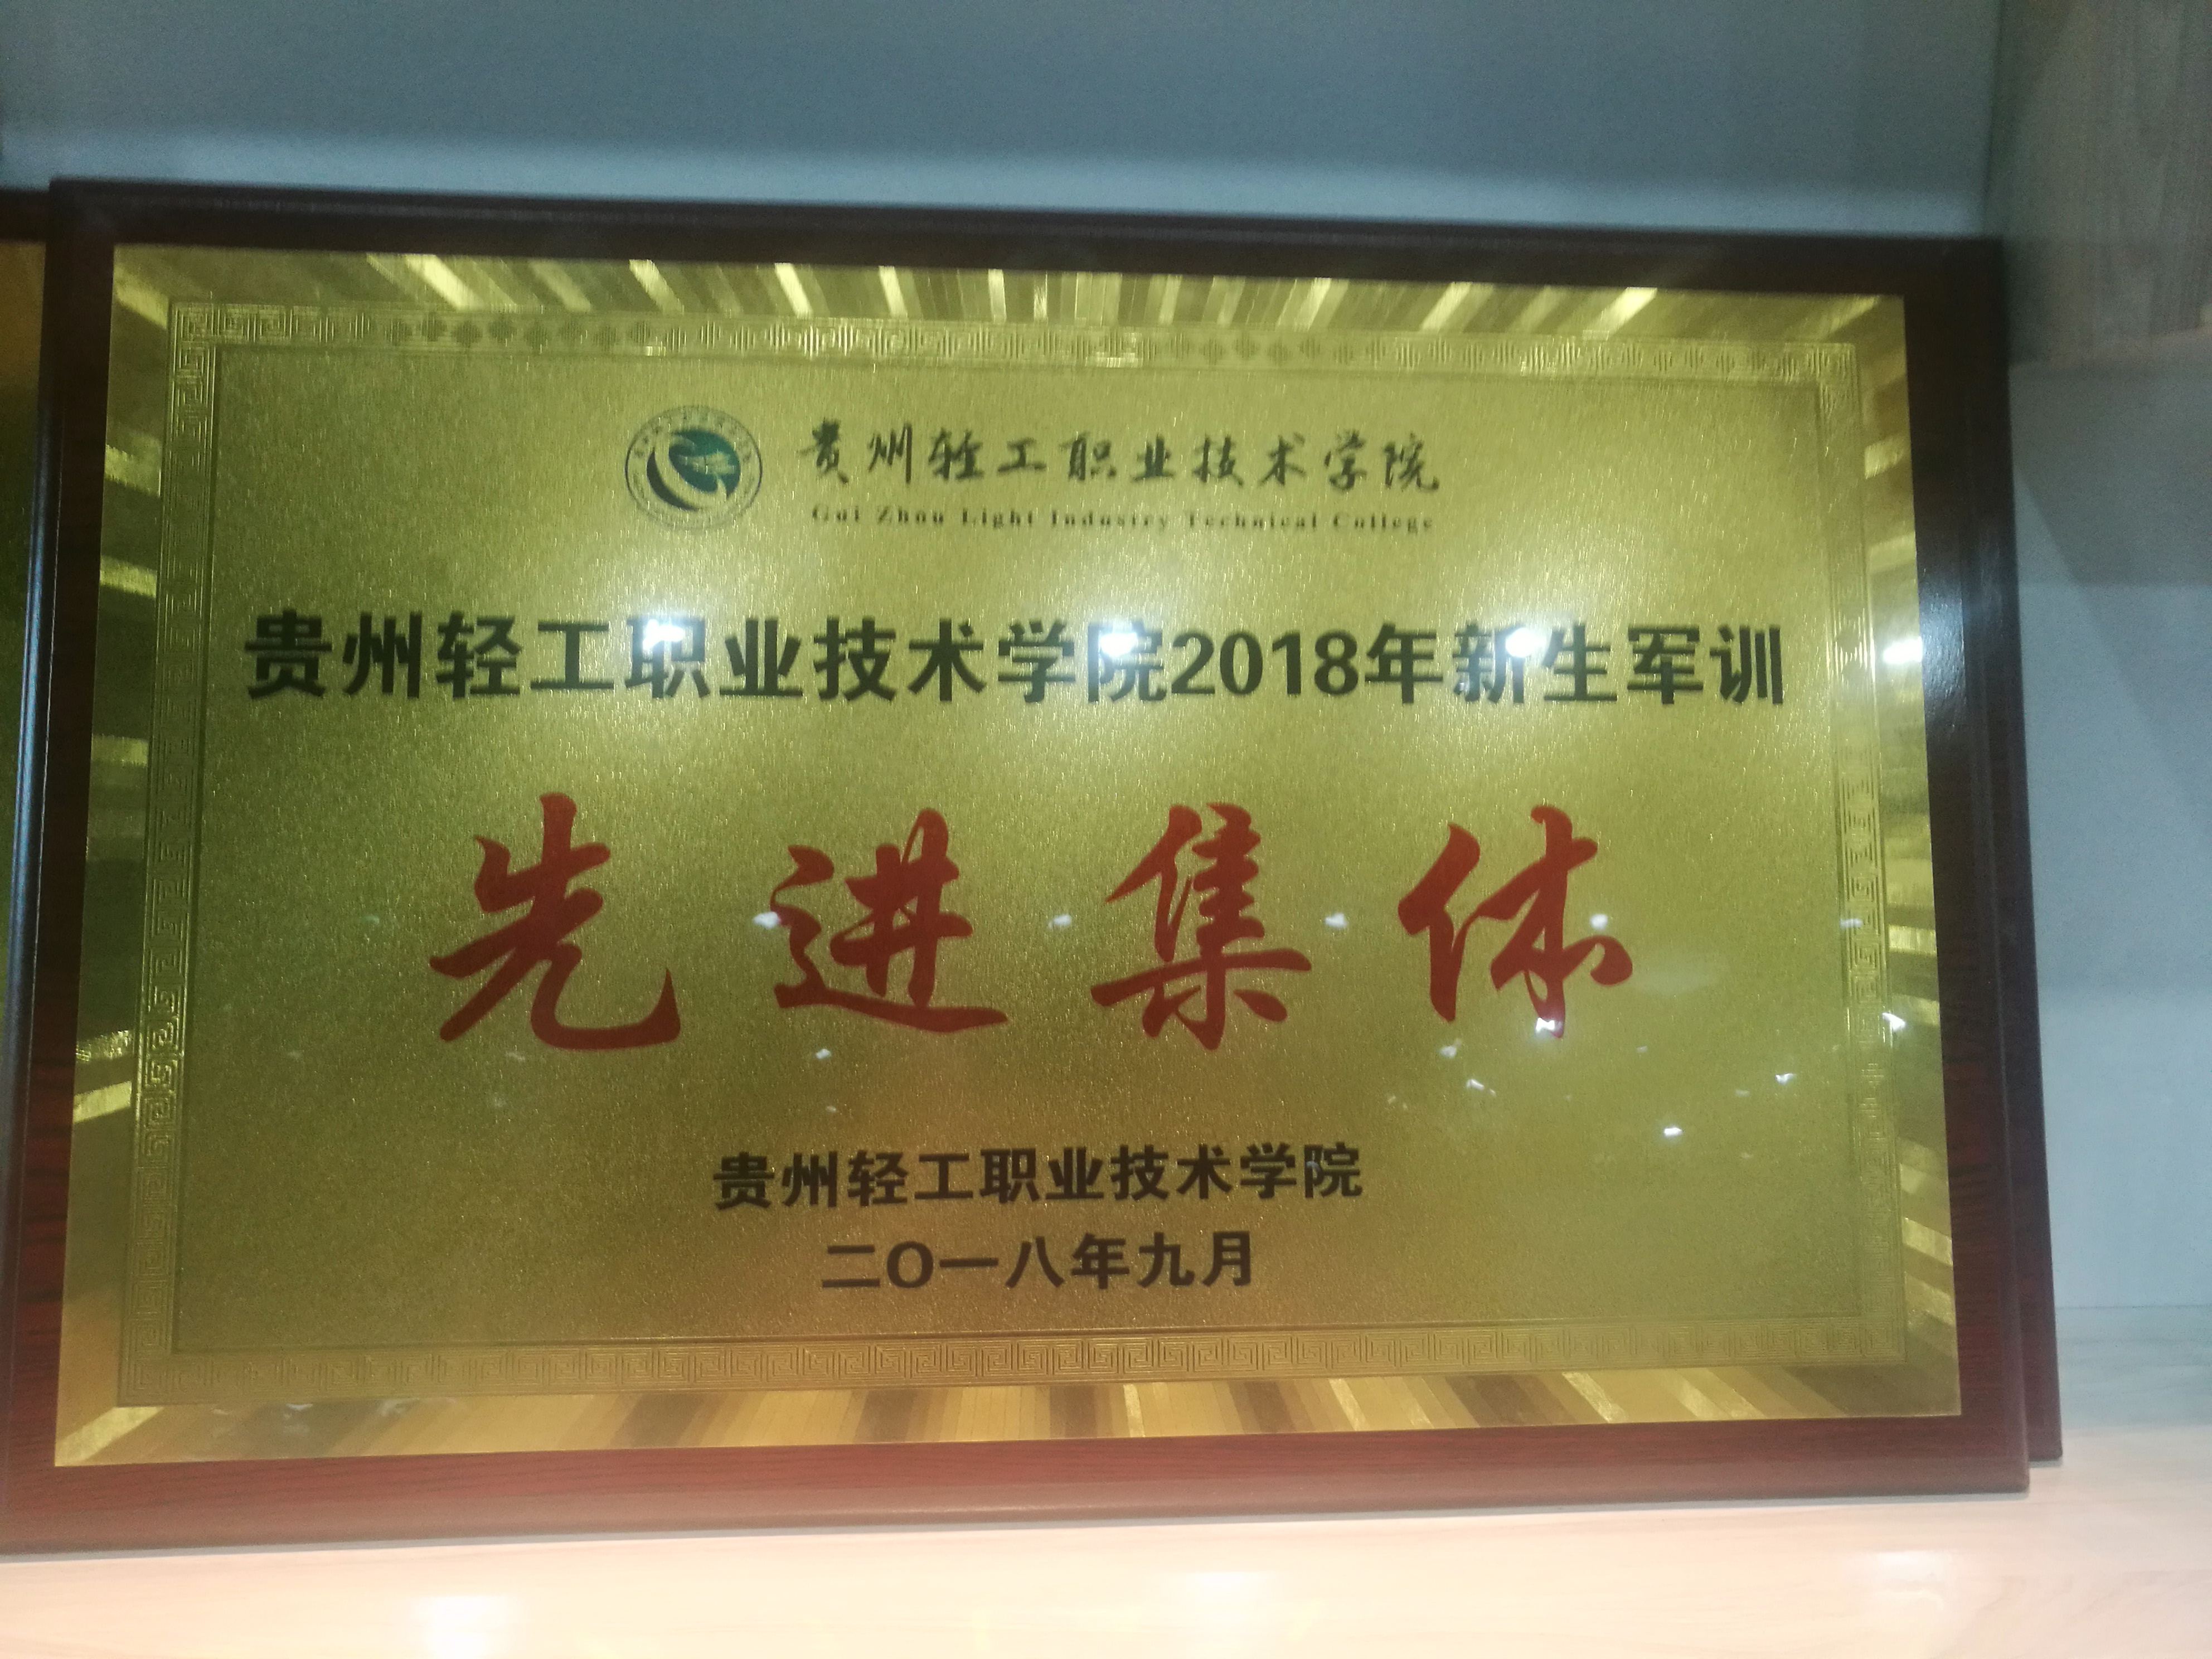 贵州轻工职业技术学院
Gui Zhou Light Industry Technical College
贵州轻工职业技术学院2018年新生军训
先进集体
贵州轻工职业技术学院
二〇一八年九月